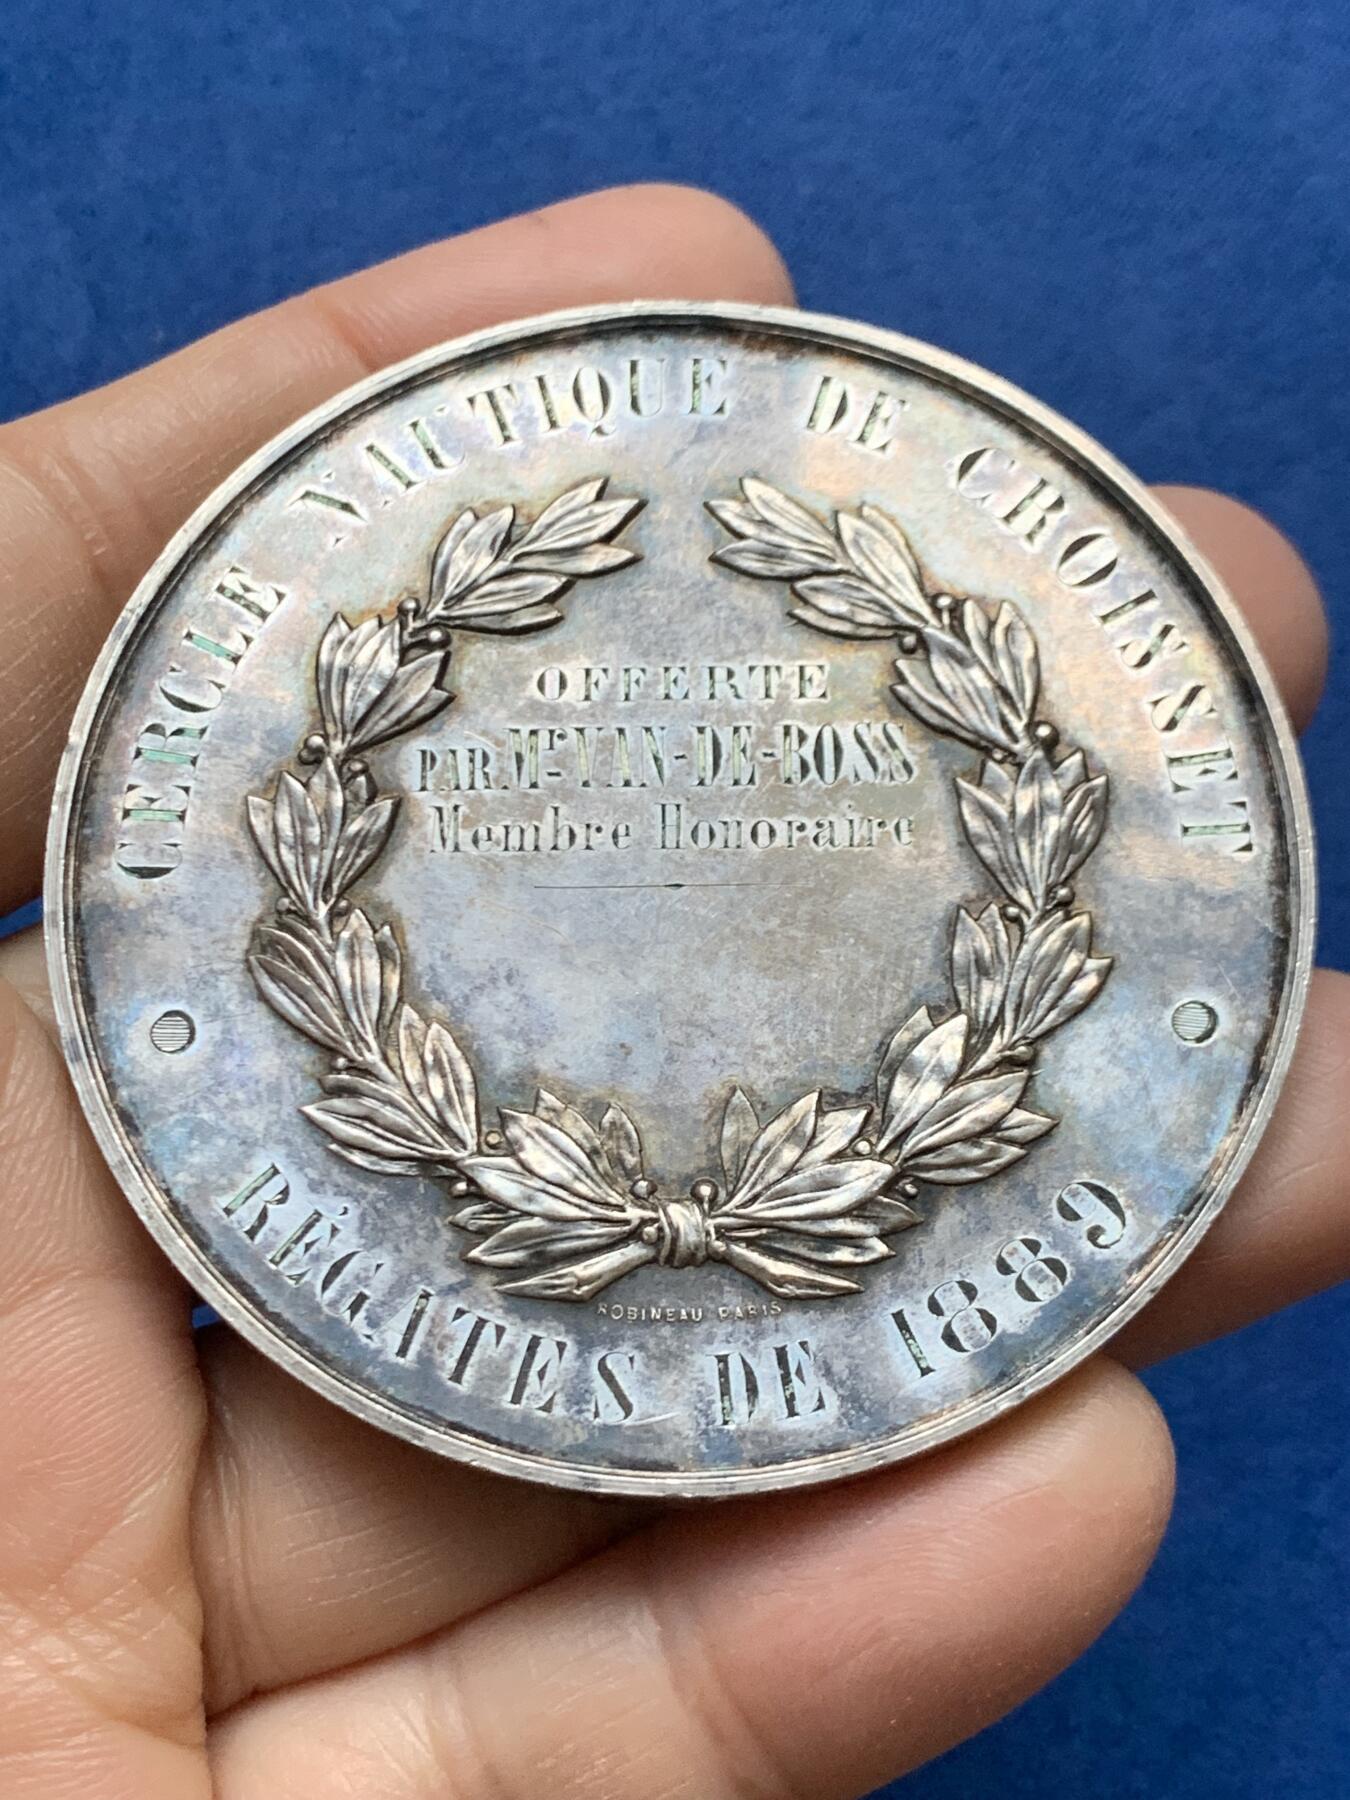 CERCLE NAUTIQUE DE CROISSET
OFFERTE
PAR Mr VAN-DE-BOSS
Membre Honoraire
ROBINEAU PARIS
RÉGATES DE 1889